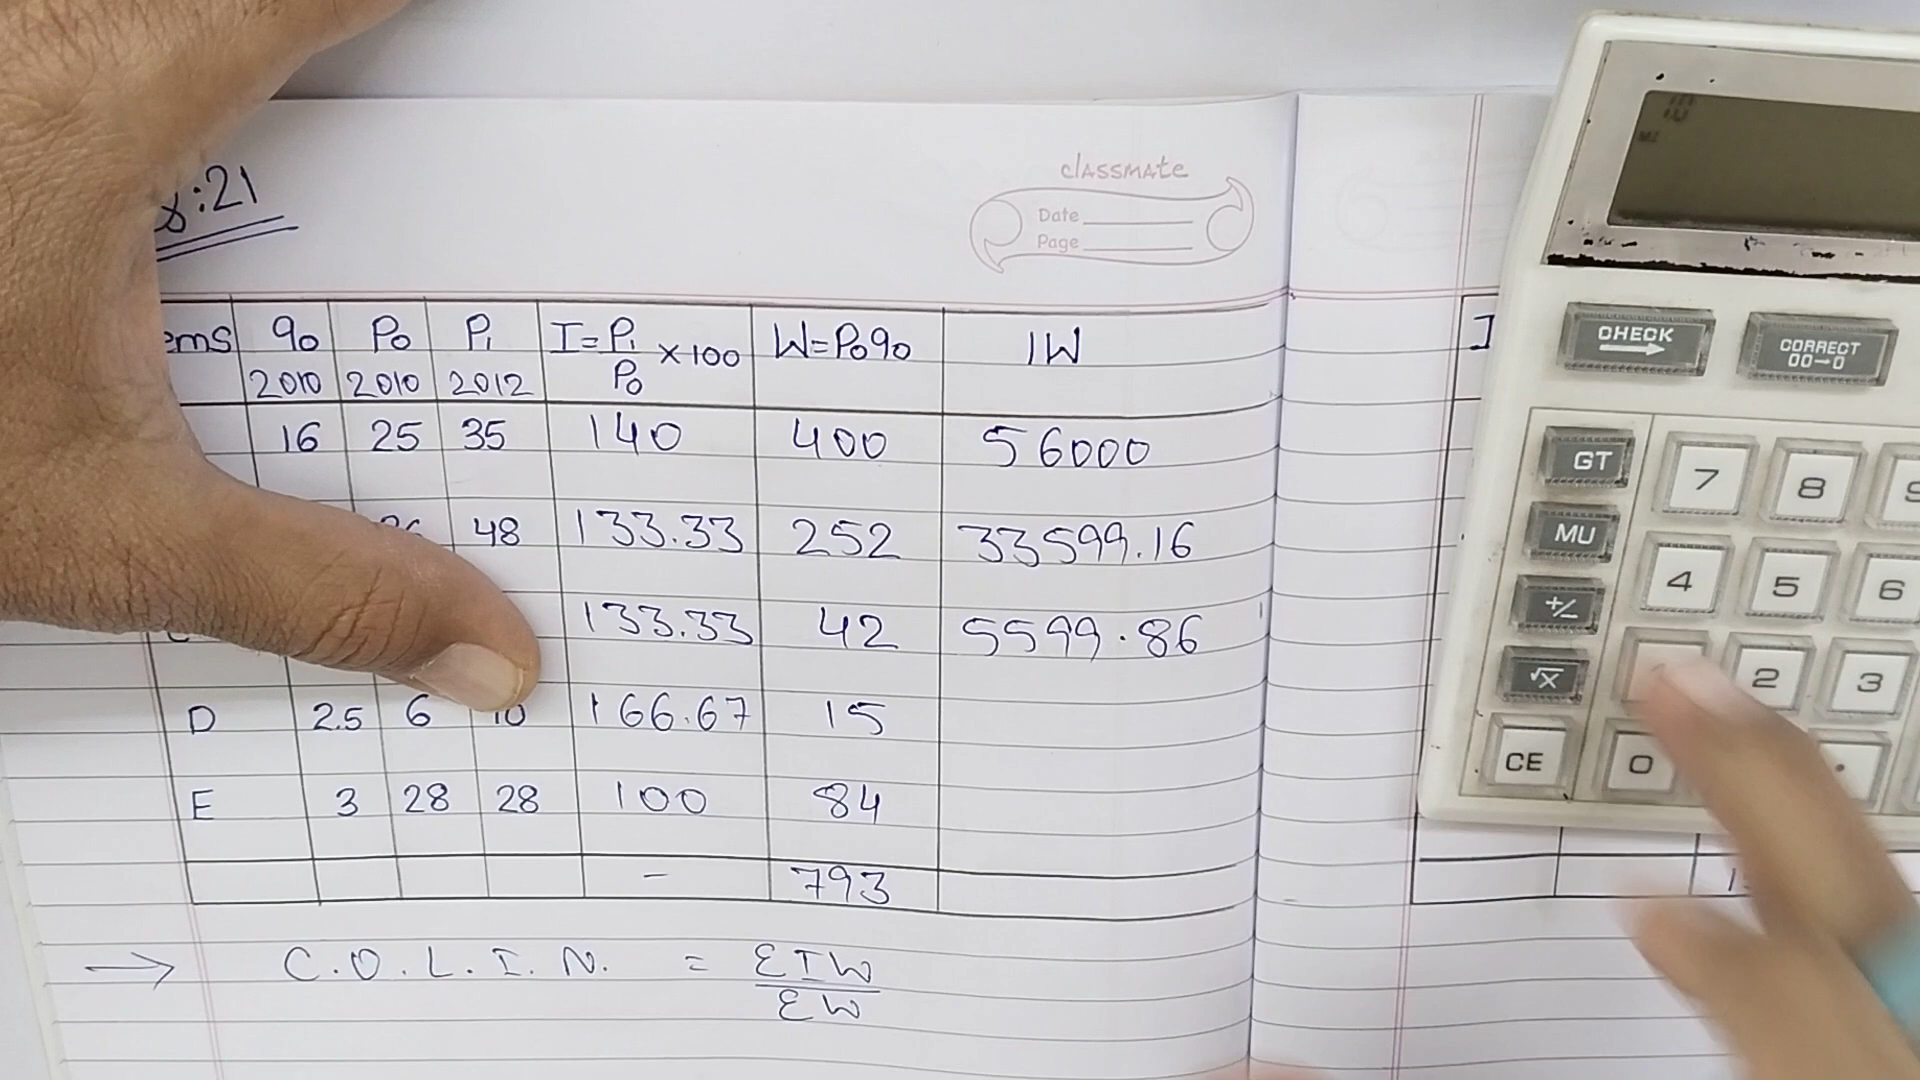 :21
classmate
Date
Page
ems q₀ P₀ P₁ I=P₁/P₀ ×100 W=P₀q₀ IW
2010 2010 2012
16 25 35 140 400 56000
48 133.33 252 33599.16
133.33 42 5599.86
D 2.5 6 10 166.67 15
E 3 28 28 100 84
- 793
→ C.O.L.I.N. = ΣIW/ΣW
CHECK →
CORRECT 00→0
GT 7 8
MU 4 5 6
+/- 2 3
√X
CE 0 .